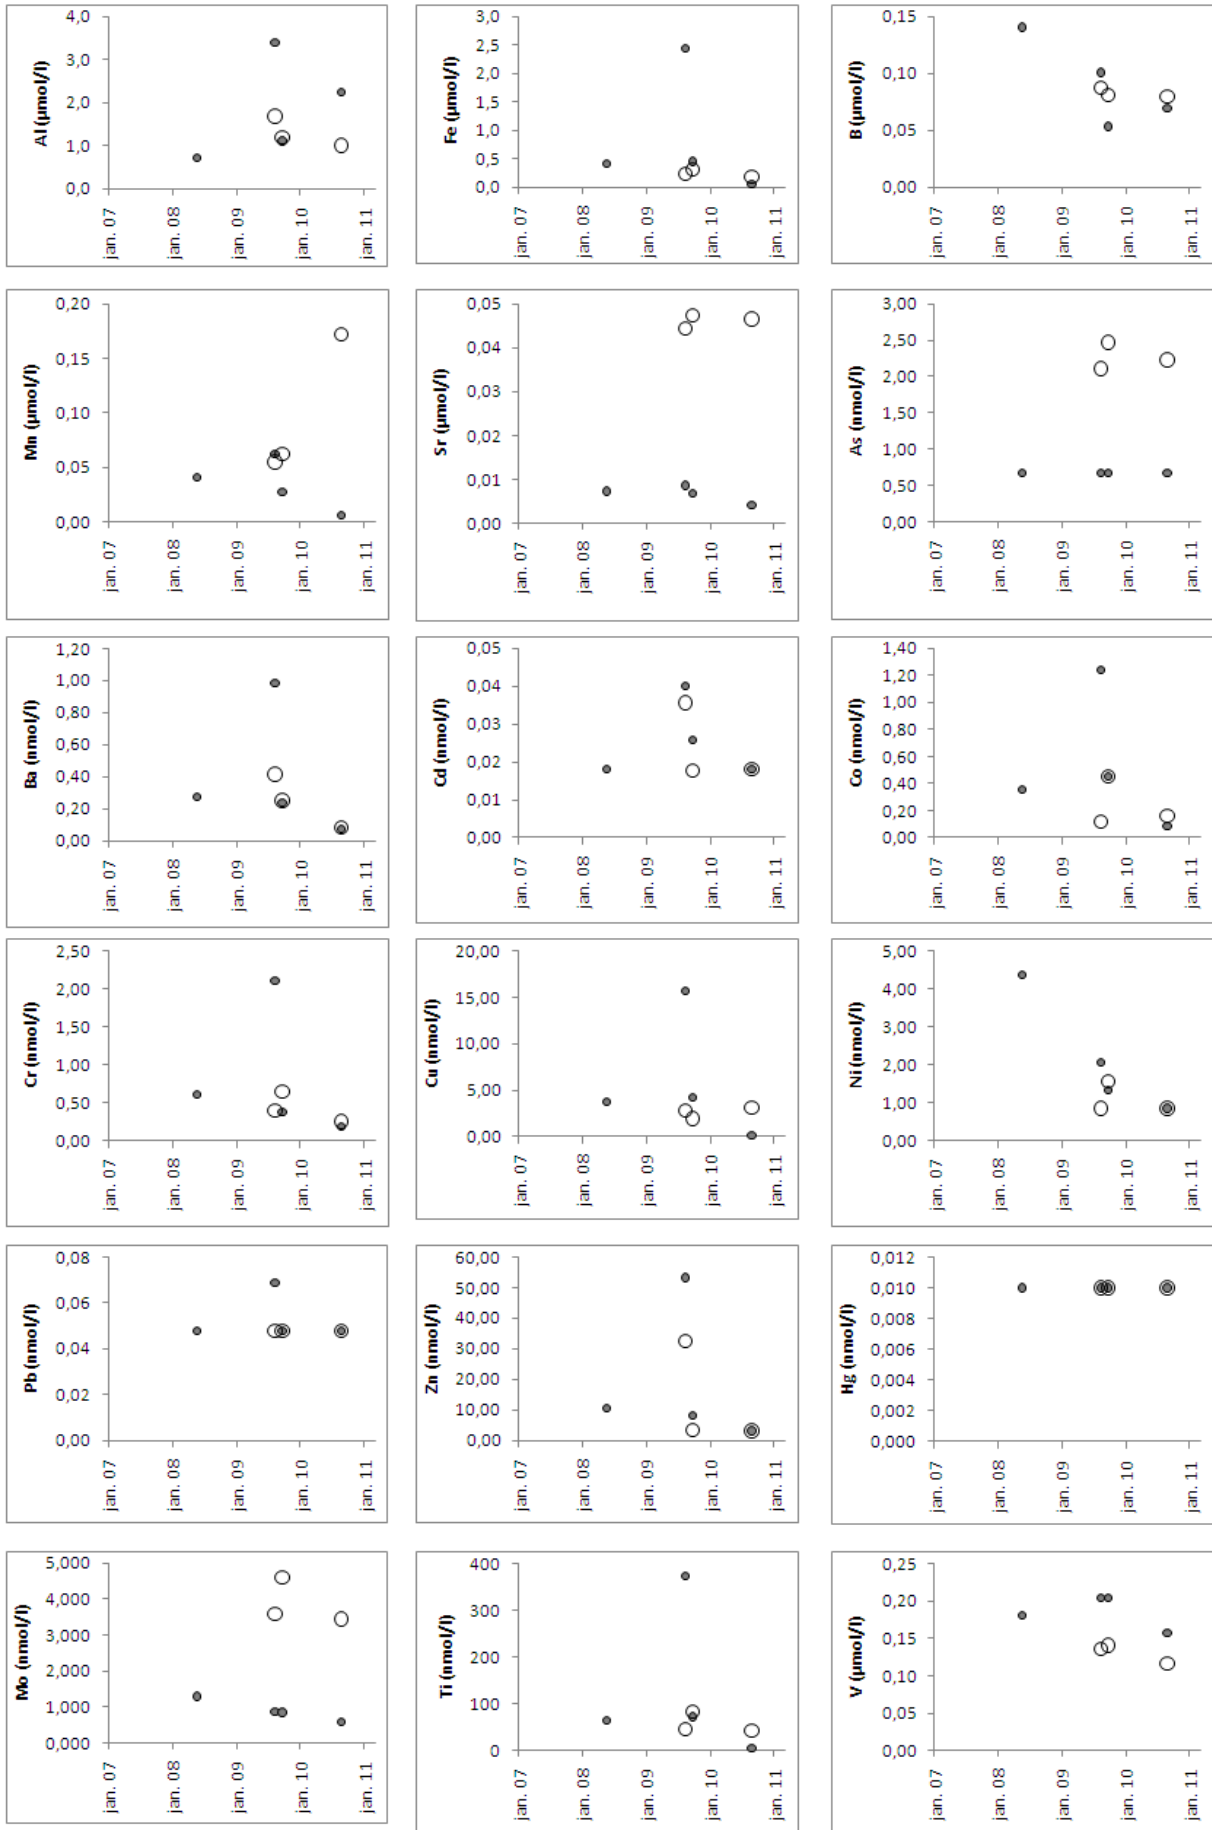 Al (µmol/l)
4,0
3,0
2,0
1,0
0,0
jan. 07
jan. 08
jan. 09
jan. 10
jan. 11
Fe (µmol/l)
3,0
2,5
2,0
1,5
1,0
0,5
0,0
jan. 07
jan. 08
jan. 09
jan. 10
jan. 11
B (µmol/l)
0,15
0,10
0,05
0,00
jan. 07
jan. 08
jan. 09
jan. 10
jan. 11
Mn (µmol/l)
0,20
0,15
0,10
0,05
0,00
jan. 07
jan. 08
jan. 09
jan. 10
jan. 11
Sr (µmol/l)
0,05
0,04
0,03
0,02
0,01
0,00
jan. 07
jan. 08
jan. 09
jan. 10
jan. 11
As (nmol/l)
3,00
2,50
2,00
1,50
1,00
0,50
0,00
jan. 07
jan. 08
jan. 09
jan. 10
jan. 11
Ba (nmol/l)
1,20
1,00
0,80
0,60
0,40
0,20
0,00
jan. 07
jan. 08
jan. 09
jan. 10
jan. 11
Cd (nmol/l)
0,05
0,04
0,03
0,02
0,01
0,00
jan. 07
jan. 08
jan. 09
jan. 10
jan. 11
Co (nmol/l)
1,40
1,20
1,00
0,80
0,60
0,40
0,20
0,00
jan. 07
jan. 08
jan. 09
jan. 10
jan. 11
Cr (nmol/l)
2,50
2,00
1,50
1,00
0,50
0,00
jan. 07
jan. 08
jan. 09
jan. 10
jan. 11
Cu (nmol/l)
20,00
15,00
10,00
5,00
0,00
jan. 07
jan. 08
jan. 09
jan. 10
jan. 11
Ni (nmol/l)
5,00
4,00
3,00
2,00
1,00
0,00
jan. 07
jan. 08
jan. 09
jan. 10
jan. 11
Pb (nmol/l)
0,08
0,06
0,04
0,02
0,00
jan. 07
jan. 08
jan. 09
jan. 10
jan. 11
Zn (nmol/l)
60,00
50,00
40,00
30,00
20,00
10,00
0,00
jan. 07
jan. 08
jan. 09
jan. 10
jan. 11
Hg (nmol/l)
0,012
0,010
0,008
0,006
0,004
0,002
0,000
jan. 07
jan. 08
jan. 09
jan. 10
jan. 11
Mo (nmol/l)
5,000
4,000
3,000
2,000
1,000
0,000
jan. 07
jan. 08
jan. 09
jan. 10
jan. 11
Ti (nmol/l)
400
300
200
100
0
jan. 07
jan. 08
jan. 09
jan. 10
jan. 11
V (µmol/l)
0,25
0,20
0,15
0,10
0,05
0,00
jan. 07
jan. 08
jan. 09
jan. 10
jan. 11